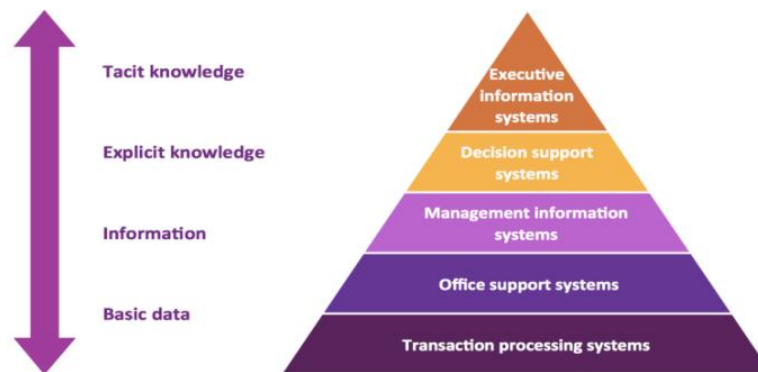 Tacit knowledge
Explicit knowledge
Information
Basic data
Executive
information
systems
Decision support
systems
Management information
systems
Office support systems
Transaction processing systems